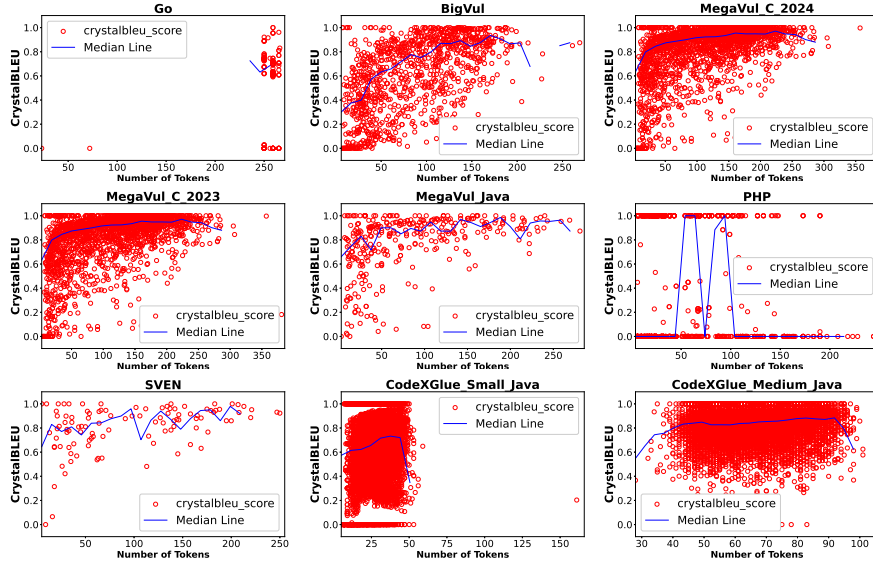 Go
BigVul
MegaVul_C_2024
1.0
0.8
0.6
0.4
0.2
0.0
CrystalBLEU
crystalbleu_score
Median Line
50
100
150
200
250
Number of Tokens
1.0
0.8
0.6
0.4
0.2
0.0
CrystalBLEU
crystalbleu_score
Median Line
50
100
150
200
250
Number of Tokens
1.0
0.8
0.6
0.4
0.2
0.0
CrystalBLEU
crystalbleu_score
Median Line
50
100
150
200
250
300
350
Number of Tokens
MegaVul_C_2023
MegaVul_Java
PHP
1.0
0.8
0.6
0.4
0.2
0.0
CrystalBLEU
crystalbleu_score
Median Line
50
100
150
200
250
300
350
Number of Tokens
1.0
0.8
0.6
0.4
0.2
0.0
CrystalBLEU
crystalbleu_score
Median Line
50
100
150
200
250
Number of Tokens
1.0
0.8
0.6
0.4
0.2
0.0
CrystalBLEU
crystalbleu_score
Median Line
50
100
150
200
Number of Tokens
SVEN
CodeXGlue_Small_Java
CodeXGlue_Medium_Java
1.0
0.8
0.6
0.4
0.2
0.0
CrystalBLEU
crystalbleu_score
Median Line
50
100
150
200
250
Number of Tokens
1.0
0.8
0.6
0.4
0.2
0.0
CrystalBLEU
crystalbleu_score
Median Line
25
50
75
100
125
150
Number of Tokens
1.0
0.8
0.6
0.4
0.2
0.0
CrystalBLEU
crystalbleu_score
Median Line
30
40
50
60
70
80
90
100
Number of Tokens